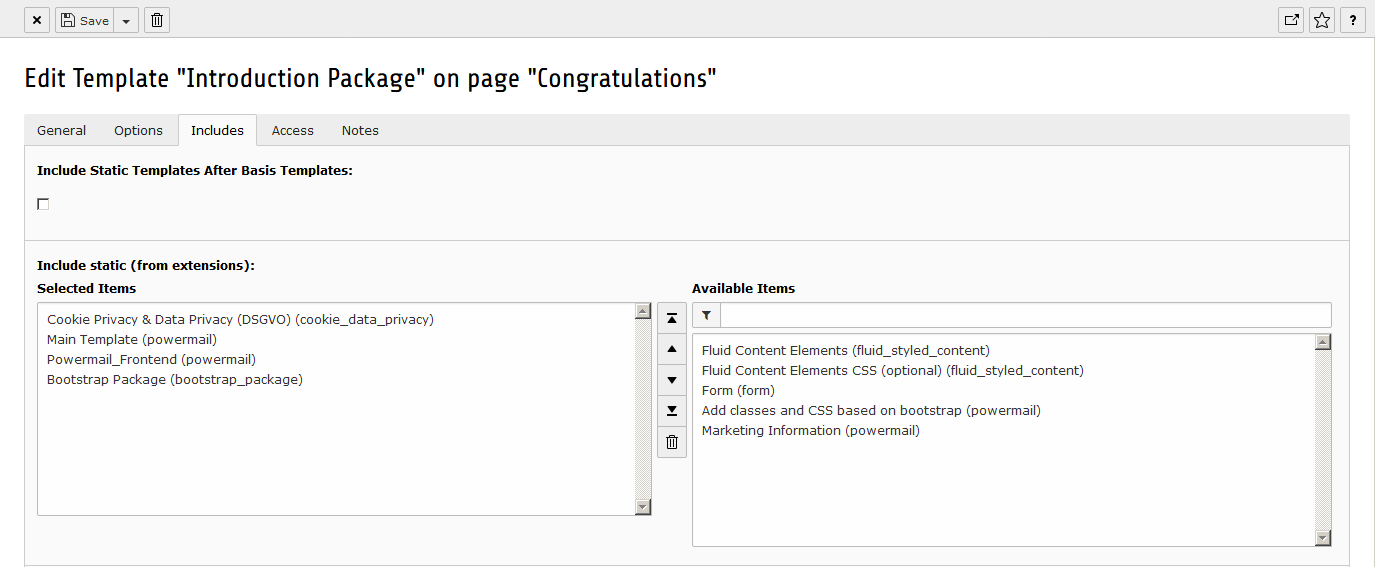 Save
?
Edit Template "Introduction Package" on page "Congratulations"
General Options Includes Access Notes
Include Static Templates After Basis Templates:
Include static (from extensions):
Selected Items
Cookie Privacy & Data Privacy (DSGVO) (cookie_data_privacy)
Main Template (powermail)
Powermail_Frontend (powermail)
Bootstrap Package (bootstrap_package)
Available Items
Fluid Content Elements (fluid_styled_content)
Fluid Content Elements CSS (optional) (fluid_styled_content)
Form (form)
Add classes and CSS based on bootstrap (powermail)
Marketing Information (powermail)